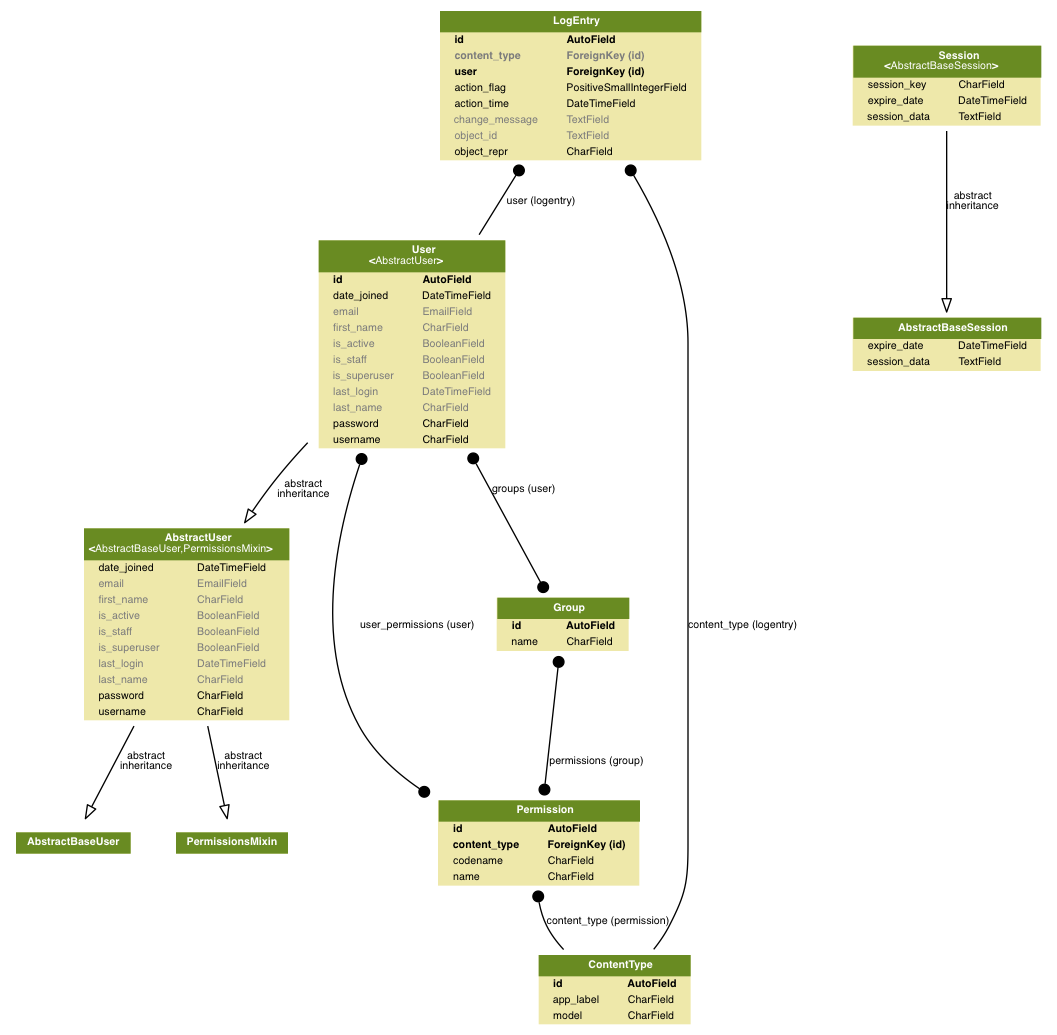 LogEntry
id AutoField
content_type ForeignKey (id)
user ForeignKey (id)
action_flag PositiveSmallIntegerField
action_time DateTimeField
change_message TextField
object_id TextField
object_repr CharField
Session
<AbstractBaseSession>
session_key CharField
expire_date DateTimeField
session_data TextField
user (logentry)
abstract
inheritance
User
<AbstractUser>
id AutoField
date_joined DateTimeField
email EmailField
first_name CharField
is_active BooleanField
is_staff BooleanField
is_superuser BooleanField
last_login DateTimeField
last_name CharField
password CharField
username CharField
AbstractBaseSession
expire_date DateTimeField
session_data TextField
abstract
inheritance
groups (user)
AbstractUser
<AbstractBaseUser,PermissionsMixin>
date_joined DateTimeField
email EmailField
first_name CharField
is_active BooleanField
is_staff BooleanField
is_superuser BooleanField
last_login DateTimeField
last_name CharField
password CharField
username CharField
user_permissions (user)
Group
id AutoField
name CharField
content_type (logentry)
abstract
inheritance
abstract
inheritance
permissions (group)
AbstractBaseUser
PermissionsMixin
Permission
id AutoField
content_type ForeignKey (id)
codename CharField
name CharField
content_type (permission)
ContentType
id AutoField
app_label CharField
model CharField